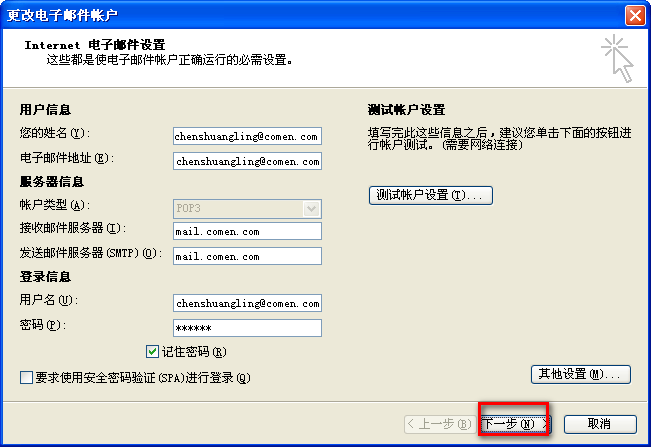 更改电子邮件帐户
Internet 电子邮件设置
这些都是使电子邮件帐户正确运行的必需设置。
用户信息
您的姓名(Y):
chenshuangling@comen.com
电子邮件地址(E):
chenshuangling@comen.com
服务器信息
帐户类型(A):
POP3
接收邮件服务器(I):
mail.comen.com
发送邮件服务器(SMTP)(O):
mail.comen.com
登录信息
用户名(U):
chenshuangling@comen.com
密码(P):
******
记住密码(R)
要求使用安全密码验证(SPA)进行登录(Q)
测试帐户设置
填写完此这些信息之后，建议您单击下面的按钮进
行帐户测试。(需要网络连接)
测试帐户设置(T)...
其他设置(M)...
< 上一步(B)
下一步(N) >
取消